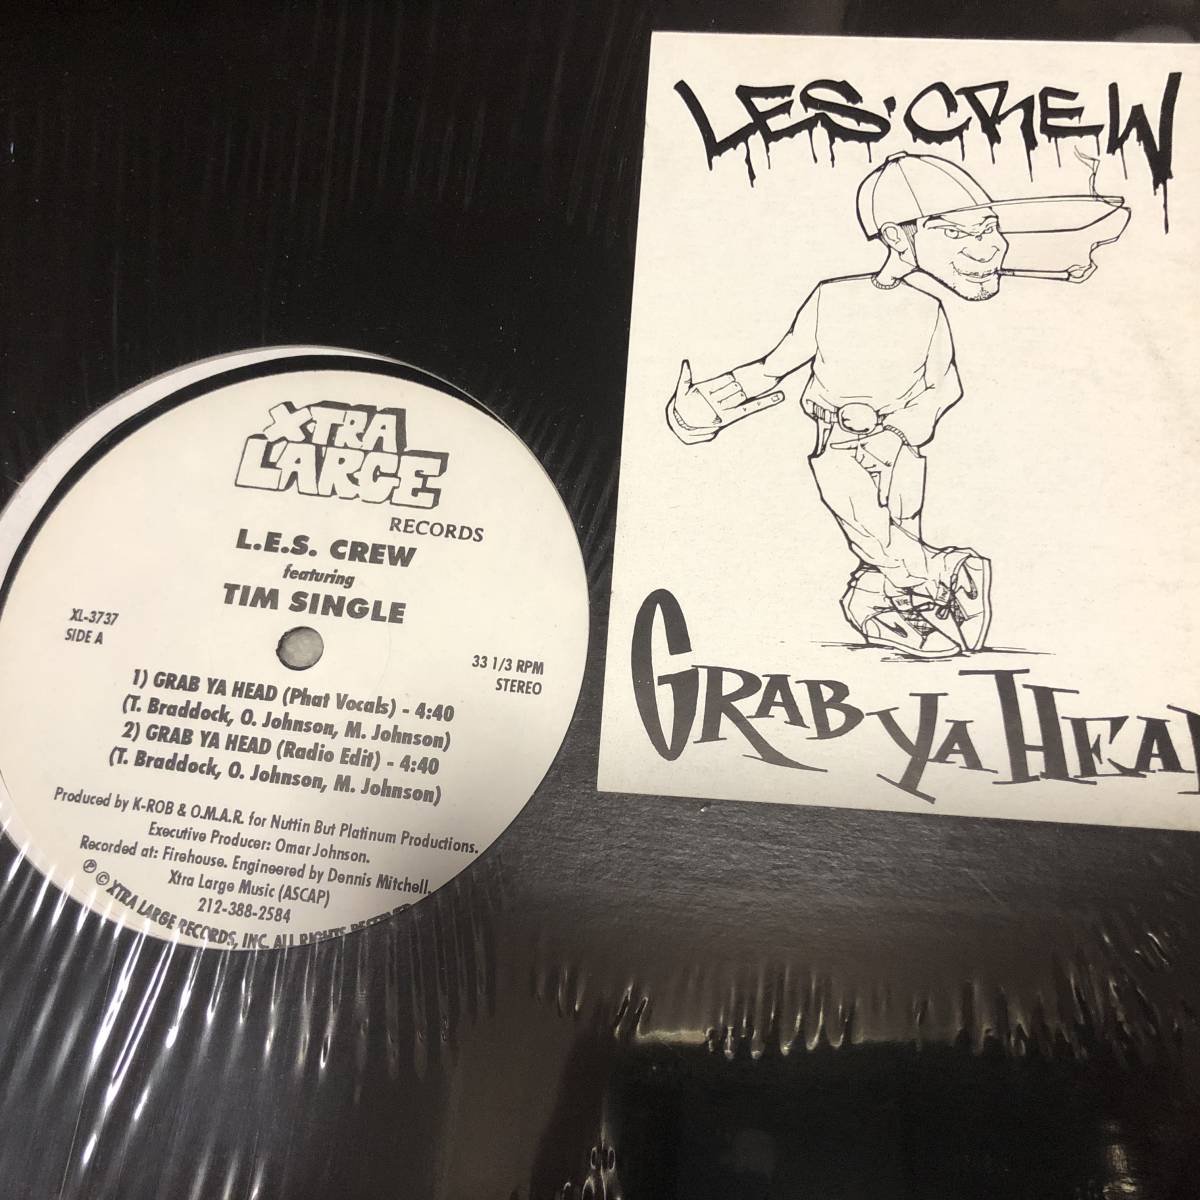 LES·CREW
GRAB YA HEA
XTRA
LARGE
RECORDS
L.E.S. CREW
featuring
TIM SINGLE
XL-3737
SIDE A
33 1/3 RPM
STEREO
1) GRAB YA HEAD (Phat Vocals) - 4:40
(T. Braddock, O. Johnson, M. Johnson)
2) GRAB YA HEAD (Radio Edit) - 4:40
(T. Braddock, O. Johnson, M. Johnson)
Produced by K-ROB & O.M.A.R. for Nuttin But Platinum Productions.
Executive Producer: Omar Johnson.
Recorded at: Firehouse. Engineered by Dennis Mitchell.
Xtra Large Music (ASCAP)
212-388-2584
℗ © XTRA LARGE RECORDS, INC. ALL RIGHTS